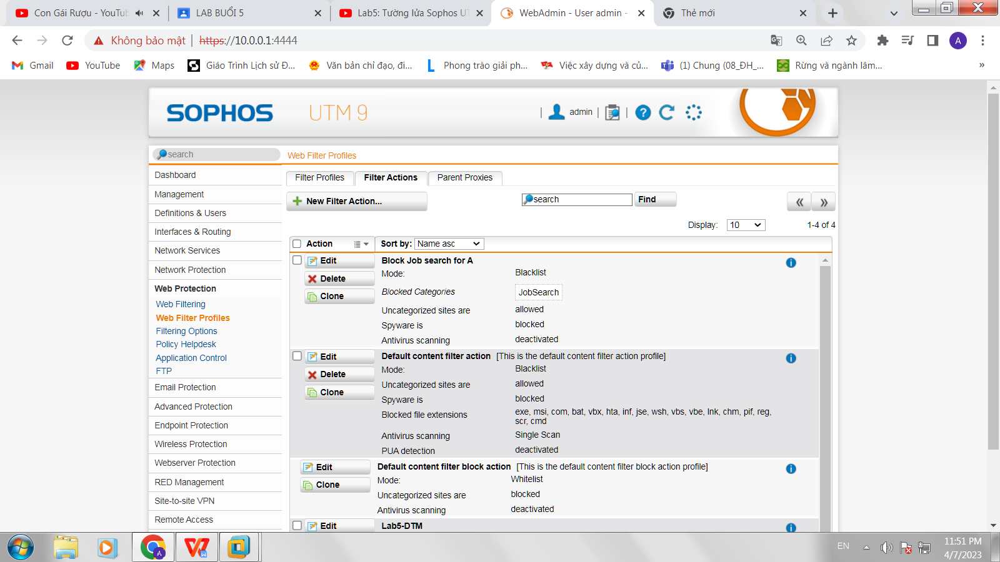 Con Gái Rượu - YouTub
LAB BUỔI 5
Lab5: Tường lửa Sophos UT
WebAdmin - User admin -
Thẻ mới
Không bảo mật | https://10.0.0.1:4444
A
Gmail
YouTube
Maps
Giáo Trình Lịch sử Đ...
Văn bản chỉ đạo, đi...
Phong trào giải ph...
Việc xây dựng và củ...
(1) Chung (08_ĐH_...
Rừng và ngành lâm...
»
SOPHOS
UTM 9
| admin | |
search
Web Filter Profiles
Dashboard
Management
Definitions & Users
Interfaces & Routing
Network Services
Network Protection
Web Protection
Web Filtering
Web Filter Profiles
Filtering Options
Policy Helpdesk
Application Control
FTP
Email Protection
Advanced Protection
Endpoint Protection
Wireless Protection
Webserver Protection
RED Management
Site-to-site VPN
Remote Access
Filter Profiles
Filter Actions
Parent Proxies
New Filter Action...
search
Find
Display: 10
1-4 of 4
Action
Sort by: Name asc
Edit
Delete
Clone
Block Job search for A
Mode: Blacklist
Blocked Categories JobSearch
Uncategorized sites are allowed
Spyware is blocked
Antivirus scanning deactivated
Edit
Delete
Clone
Default content filter action [This is the default content filter action profile]
Mode: Blacklist
Uncategorized sites are allowed
Spyware is blocked
Blocked file extensions exe, msi, com, bat, vbx, hta, inf, jse, wsh, vbs, vbe, lnk, chm, pif, reg,
scr, cmd
Antivirus scanning Single Scan
PUA detection deactivated
Edit
Clone
Default content filter block action [This is the default content filter block action profile]
Mode: Whitelist
Uncategorized sites are blocked
Antivirus scanning deactivated
Edit
Lab5-DTM
EN
11:51 PM
4/7/2023